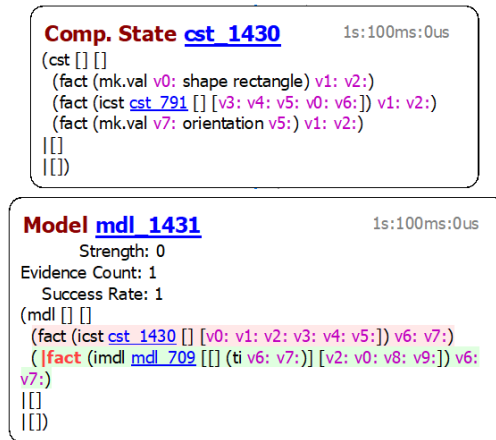 Comp. State cst_1430 1s:100ms:0us
(cst [] []
(fact (mk.val v0: shape rectangle) v1: v2:)
(fact (icst cst_791 [] [v3: v4: v5: v0: v6:]) v1: v2:)
(fact (mk.val v7: orientation v5:) v1: v2:)
|[]
|[])
Model mdl_1431 1s:100ms:0us
Strength: 0
Evidence Count: 1
Success Rate: 1
(mdl [] []
(fact (icst cst_1430 [] [v0: v1: v2: v3: v4: v5:]) v6: v7:)
(|fact (imdl mdl_709 [[] (ti v6: v7:)] [v2: v0: v8: v9:]) v6:
v7:)
|[]
|[])